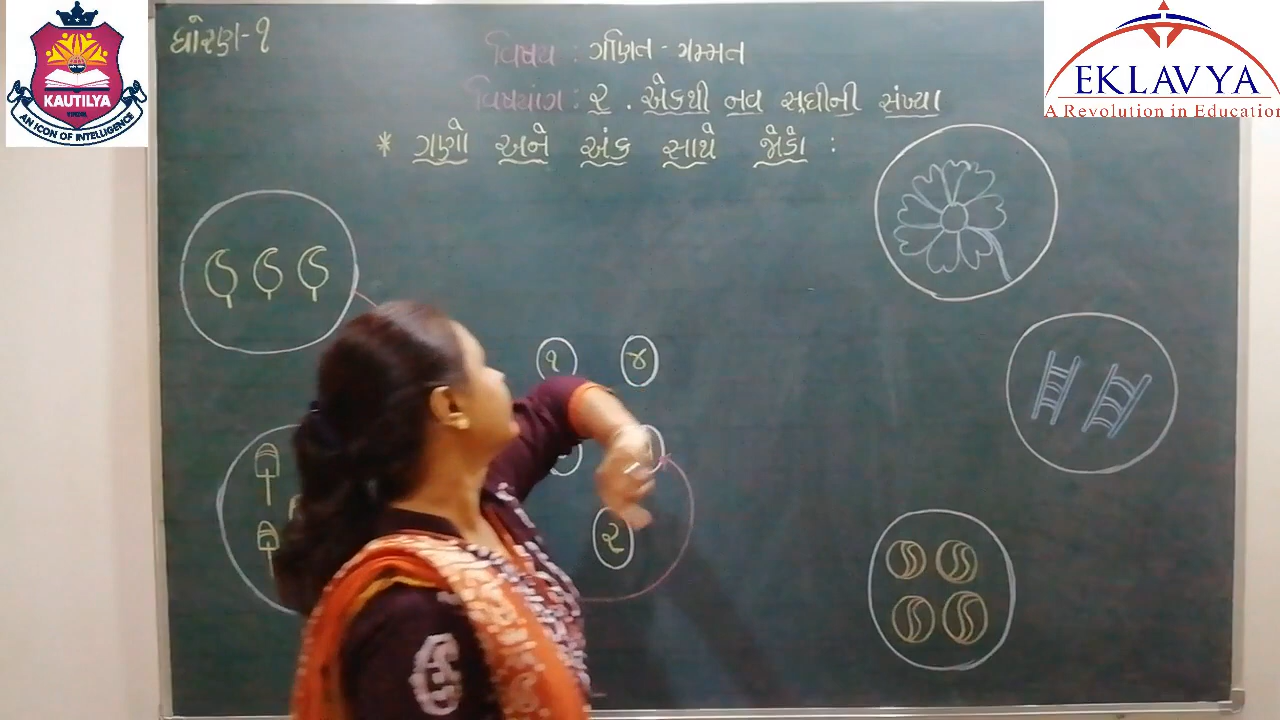 KAUTILYA
AN ICON OF INTELLIGENCE
EKLAVYA
A Revolution in Education
ધોરણ-૧
વિષય : ગણિત - ગમ્મત
વિષયાંગ : ૨. એકથી નવ સુધીની સંખ્યા
* ગણો અને અંક સાથે જોડો :
૧ ૪
૨